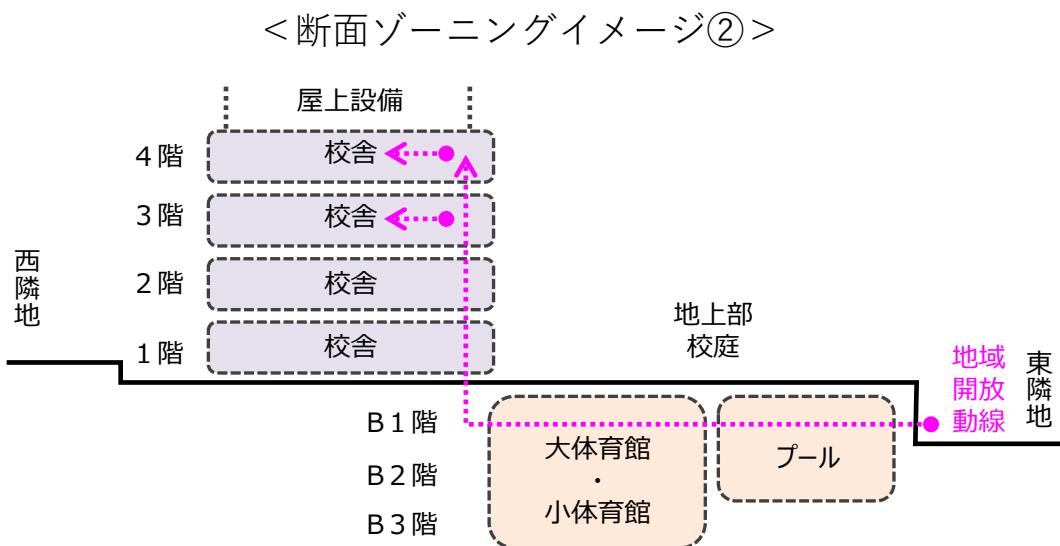 ＜断面ゾーニングイメージ②＞
屋上設備
４階
校舎
３階
校舎
２階
校舎
１階
校舎
西隣地
地上部
校庭
地域
開放
動線
東隣地
Ｂ１階
Ｂ２階
Ｂ３階
大体育館
・
小体育館
プール